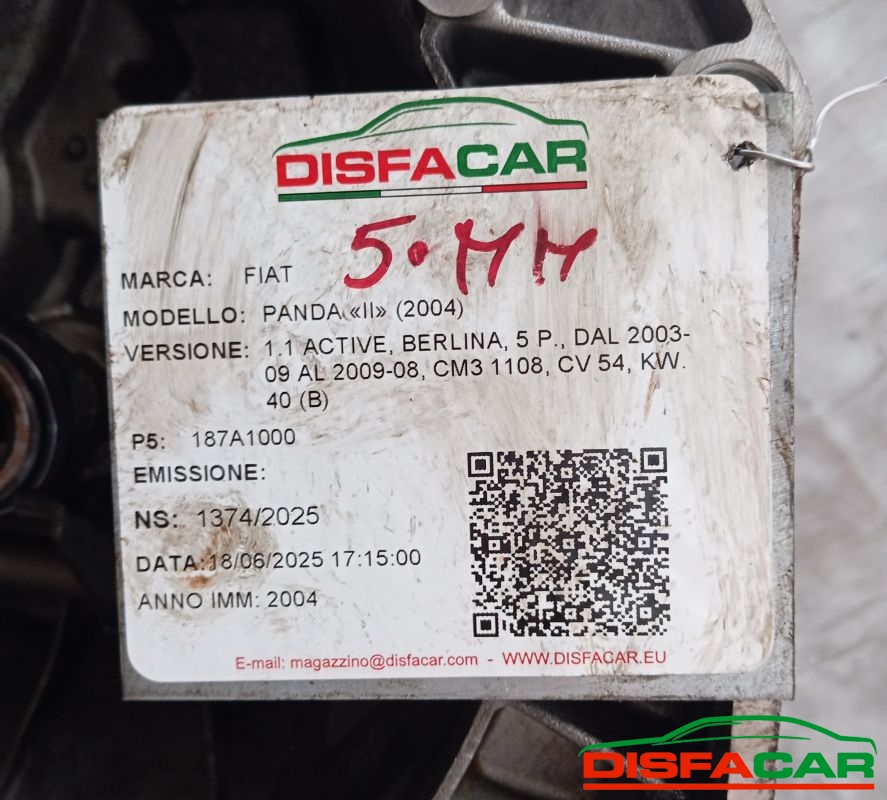 DISFACAR
5.MM
MARCA: FIAT
MODELLO: PANDA «II» (2004)
VERSIONE: 1.1 ACTIVE, BERLINA, 5 P., DAL 2003-
09 AL 2009-08, CM3 1108, CV 54, KW.
40 (B)
P5: 187A1000
EMISSIONE:
NS: 1374/2025
DATA:18/06/2025 17:15:00
ANNO IMM: 2004
E-mail: magazzino@disfacar.com - WWW.DISFACAR.EU
DISFACAR